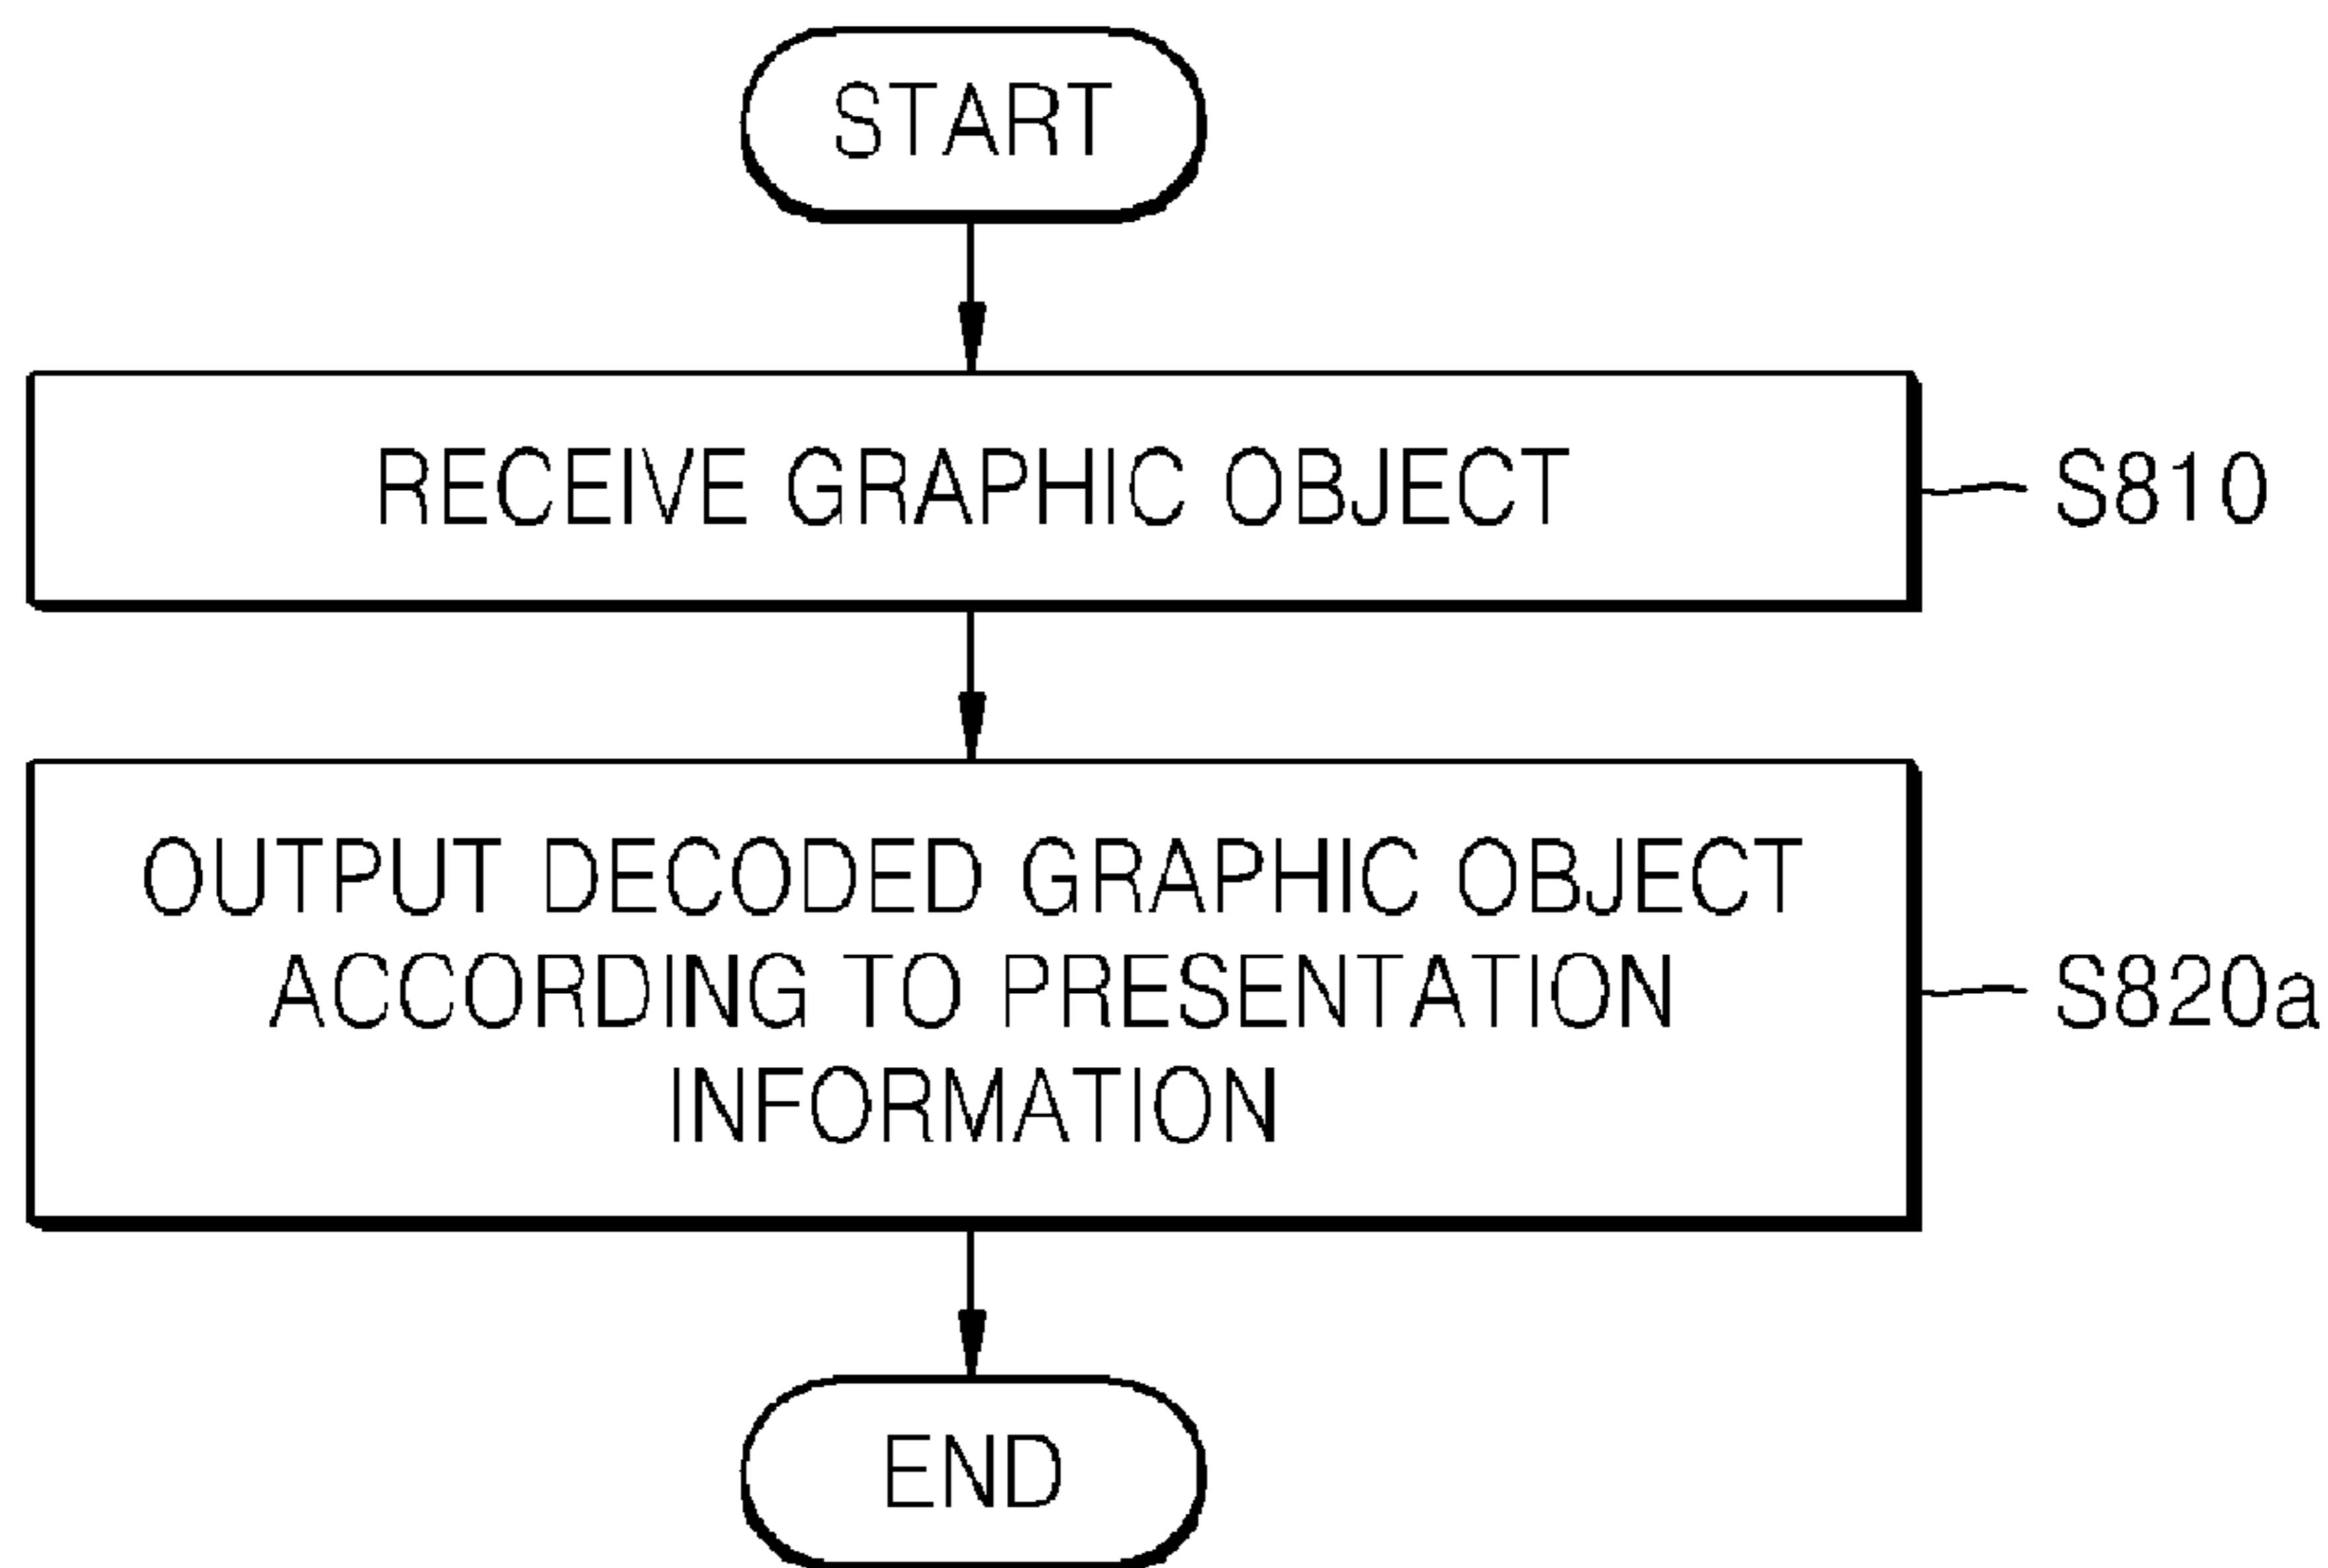 START
RECEIVE GRAPHIC OBJECT
S810
OUTPUT DECODED GRAPHIC OBJECT
ACCORDING TO PRESENTATION
INFORMATION
S820a
END